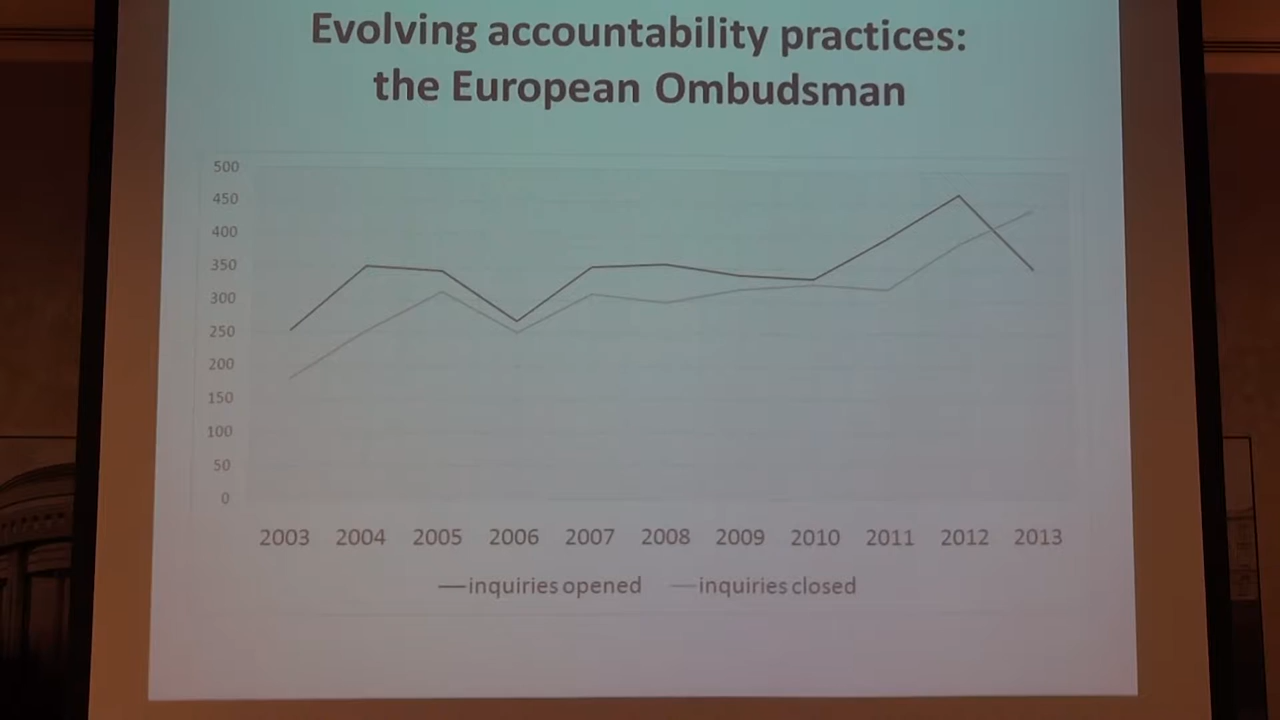 Evolving accountability practices:
the European Ombudsman
500
450
400
350
300
250
200
150
100
50
0
2003 2004 2005 2006 2007 2008 2009 2010 2011 2012 2013
inquiries opened inquiries closed